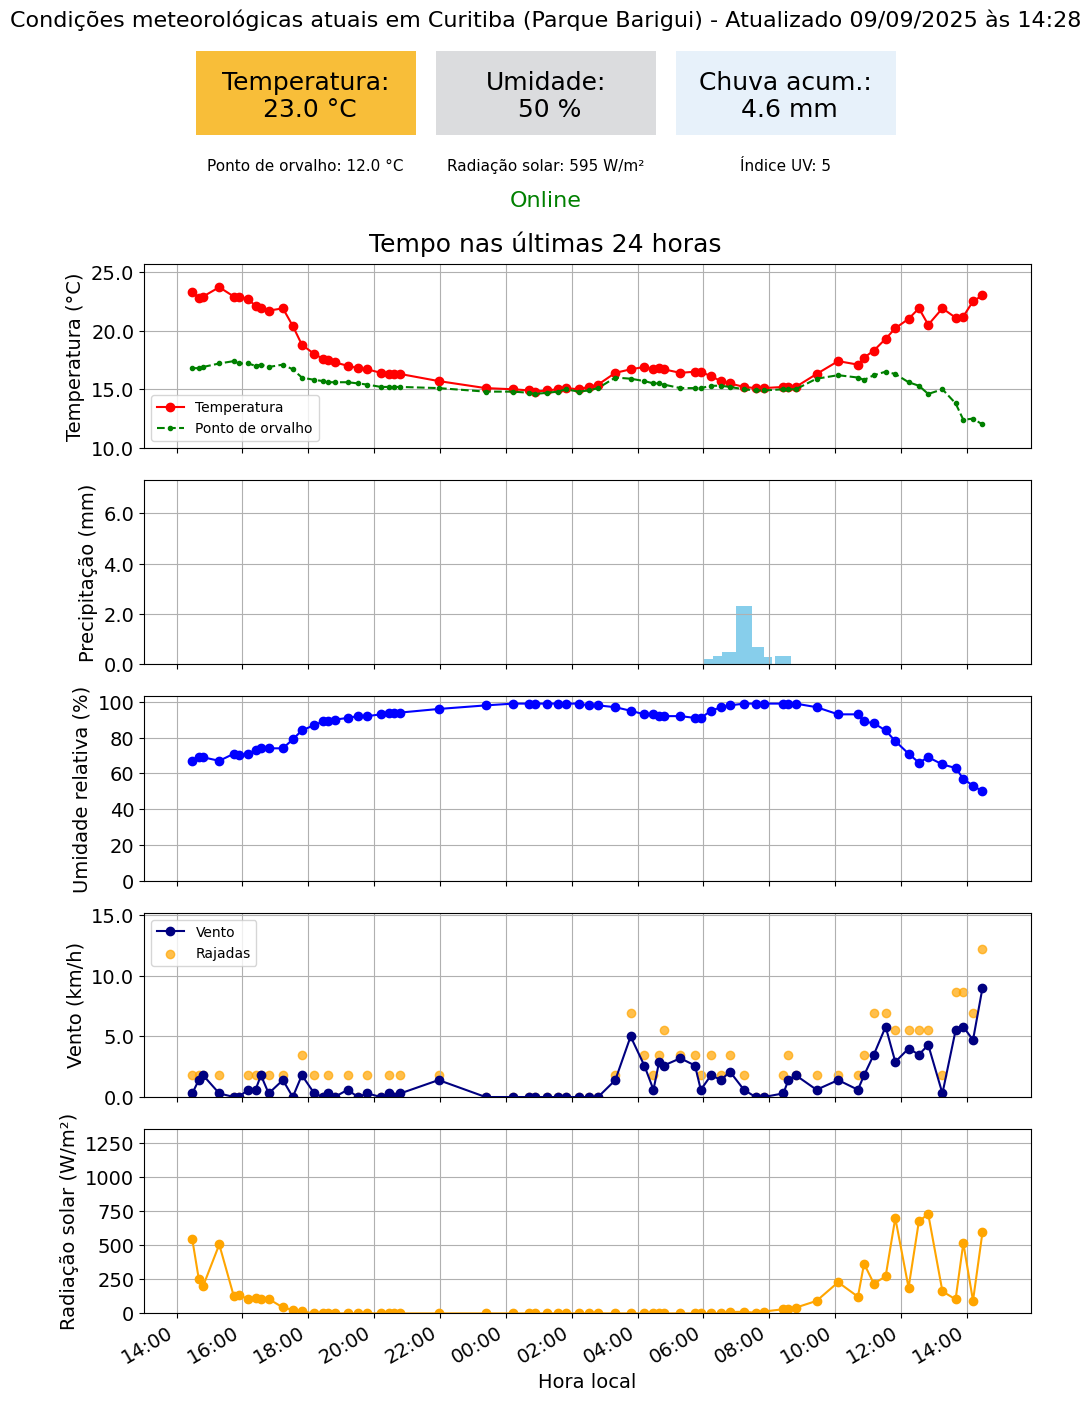 Condições meteorológicas atuais em Curitiba (Parque Barigui) - Atualizado 09/09/2025 às 14:28
Temperatura:
23.0 °C
Umidade:
50 %
Chuva acum.:
4.6 mm
Ponto de orvalho: 12.0 °C
Radiação solar: 595 W/m²
Índice UV: 5
Online
Tempo nas últimas 24 horas
Temperatura (°C)
25.0
20.0
15.0
10.0
Temperatura
Ponto de orvalho
Precipitação (mm)
6.0
4.0
2.0
0.0
Umidade relativa (%)
100
80
60
40
20
0
Vento (km/h)
15.0
10.0
5.0
0.0
Vento
Rajadas
Radiação solar (W/m²)
1250
1000
750
500
250
0
14:00
16:00
18:00
20:00
22:00
00:00
02:00
04:00
06:00
08:00
10:00
12:00
14:00
Hora local